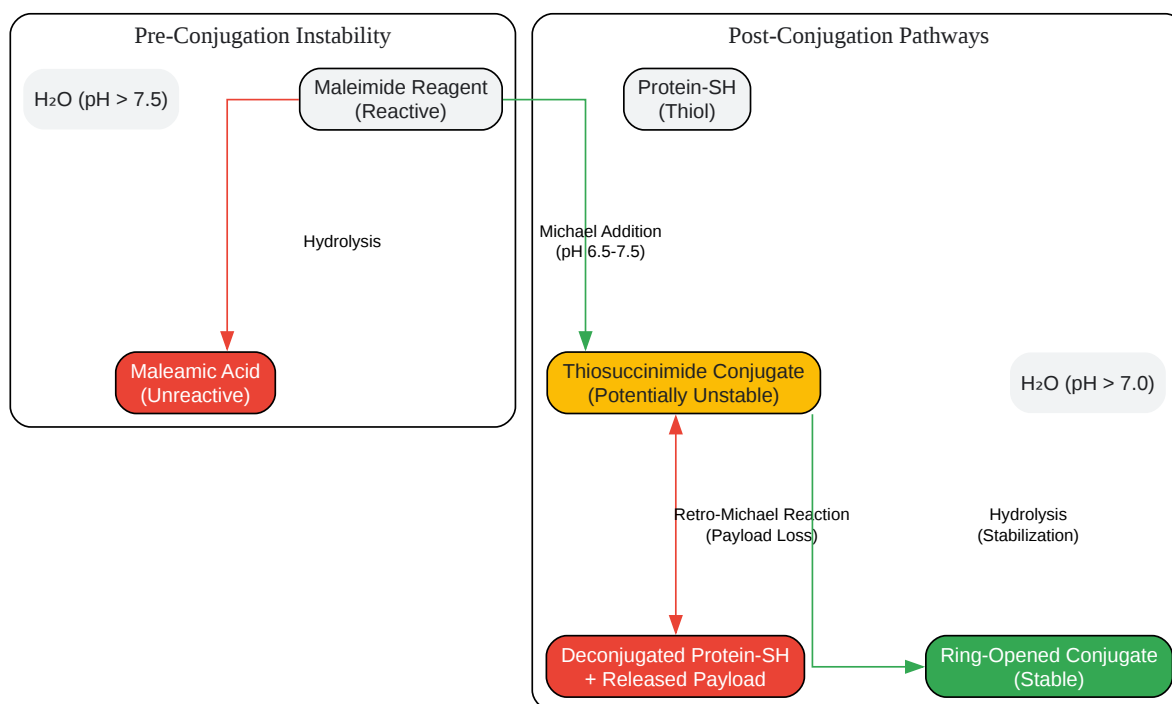 Pre-Conjugation Instability
H₂O (pH > 7.5)
Maleimide Reagent
(Reactive)
Hydrolysis
Maleamic Acid
(Unreactive)
Post-Conjugation Pathways
Protein-SH
(Thiol)
Michael Addition
(pH 6.5-7.5)
Thiosuccinimide Conjugate
(Potentially Unstable)
H₂O (pH > 7.0)
Retro-Michael Reaction
(Payload Loss)
Hydrolysis
(Stabilization)
Deconjugated Protein-SH
+ Released Payload
Ring-Opened Conjugate
(Stable)